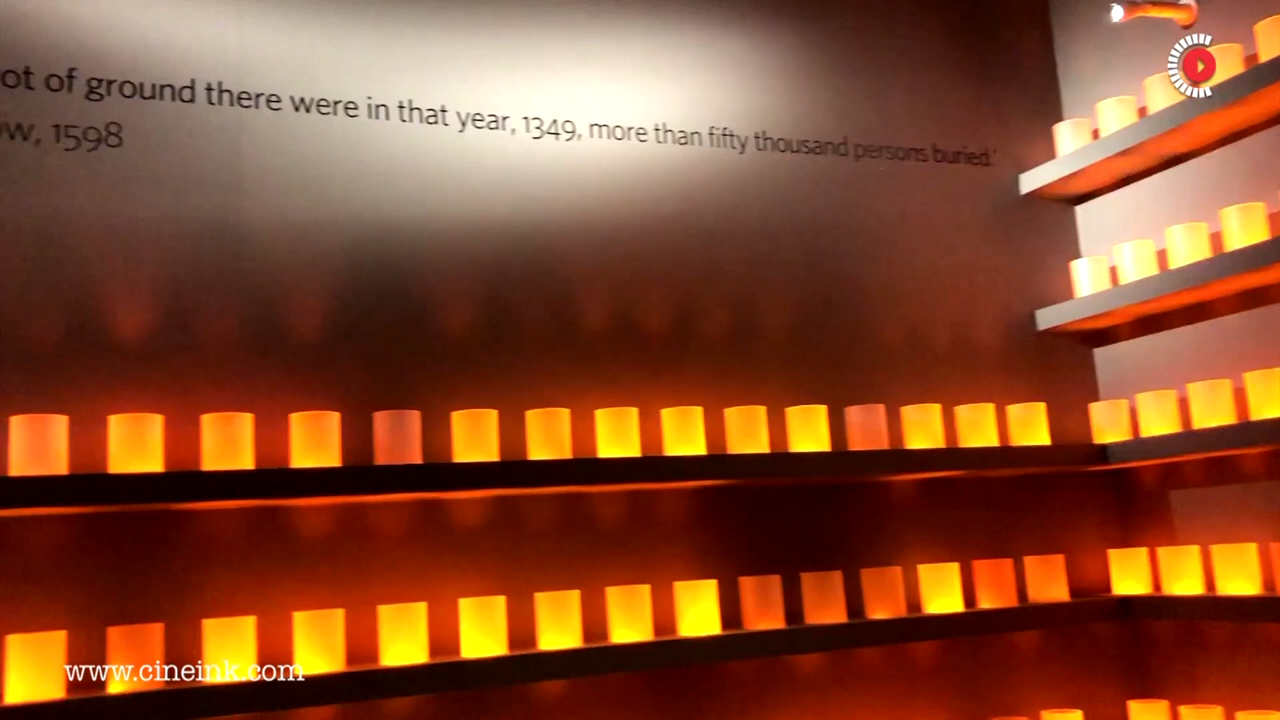 ot of ground there were in that year, 1349, more than fifty thousand persons buried.'
ow, 1598
www.cineink.com